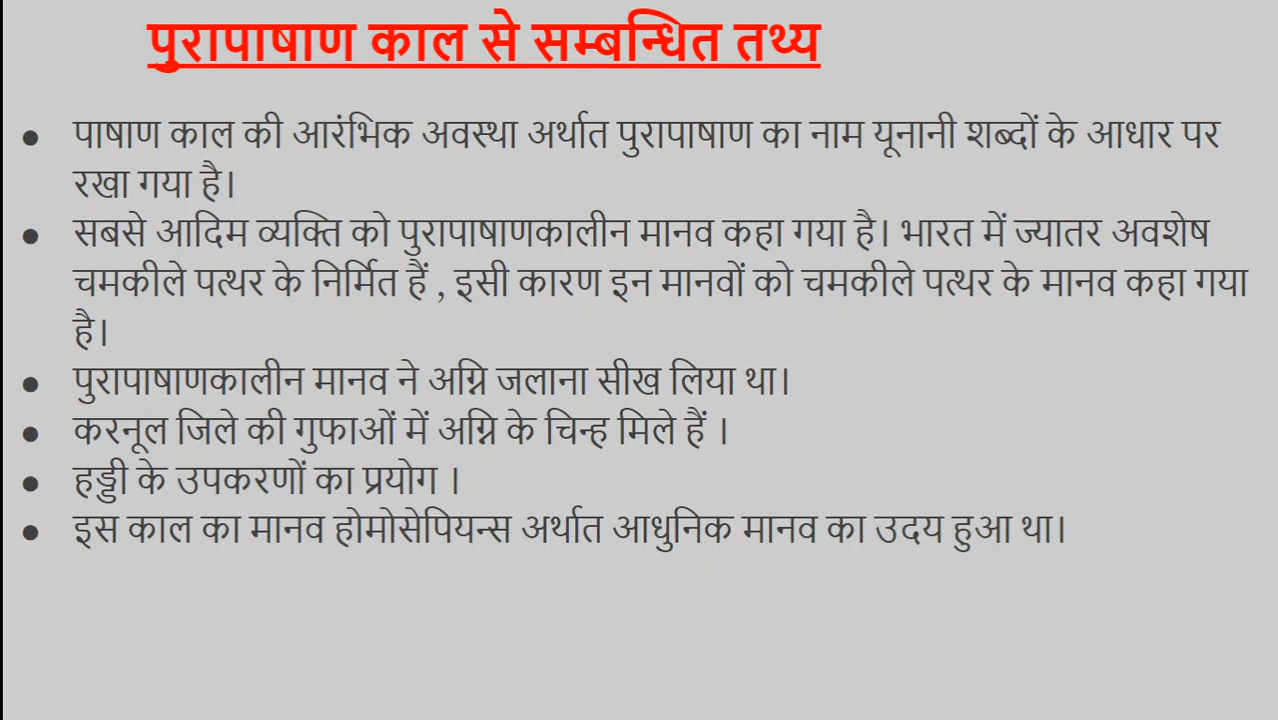 पुरापाषाण काल से सम्बन्धित तथ्य
● पाषाण काल की आरंभिक अवस्था अर्थात पुरापाषाण का नाम यूनानी शब्दों के आधार पर
रखा गया है।
● सबसे आदिम व्यक्ति को पुरापाषाणकालीन मानव कहा गया है। भारत में ज्यातर अवशेष
चमकीले पत्थर के निर्मित हैं , इसी कारण इन मानवों को चमकीले पत्थर के मानव कहा गया
है।
● पुरापाषाणकालीन मानव ने अग्नि जलाना सीख लिया था।
● करनूल जिले की गुफाओं में अग्नि के चिन्ह मिले हैं ।
● हड्डी के उपकरणों का प्रयोग ।
● इस काल का मानव होमोसेपियन्स अर्थात आधुनिक मानव का उदय हुआ था।